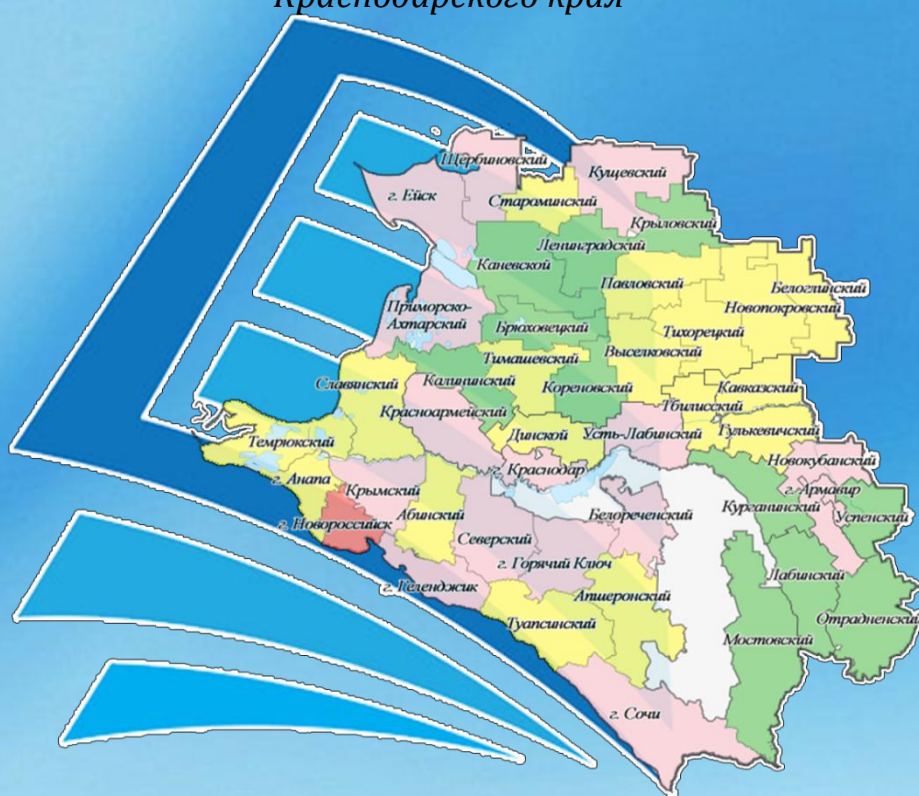 Краснодарского края
Щербиновский
Кущевский
г. Ейск
Староминский
Крыловский
Ленинградский
Каневской
Павловский
Белоглинский
Новопокровский
Приморско-
Ахтарский
Брюховецкий
Тихорецкий
Тимашевский
Выселковский
Славянский
Калининский
Кореновский
Кавказский
Красноармейский
Тбилисский
Динской
Усть-Лабинский
Гулькевичский
Темрюкский
г. Краснодар
Новокубанский
г. Анапа
Крымский
г. Армавир
Абинский
Белореченский
Курганинский
Успенский
г. Новороссийск
Северский
г. Горячий Ключ
Лабинский
г. Геленджик
Апшеронский
Туапсинский
Отрадненский
Мостовский
г. Сочи